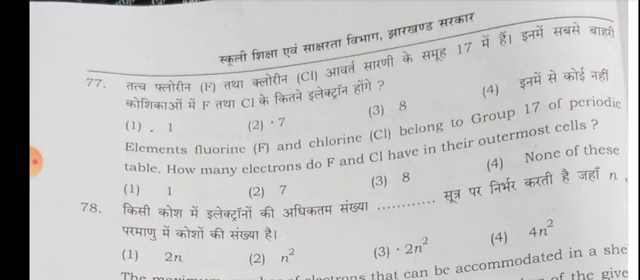 स्कूली शिक्षा एवं साक्षरता विभाग, झारखण्ड सरकार
77. तत्व फ्लोरीन (F) तथा क्लोरीन (Cl) आवर्त सारणी के समूह 17 में हैं। इनमें सबसे बाहरी
कोशिकाओं में F तथा Cl के कितने इलेक्ट्रॉन होंगे ?
(1) . 1 (2) · 7 (3) 8 (4) इनमें से कोई नहीं
Elements fluorine (F) and chlorine (Cl) belong to Group 17 of periodic
table. How many electrons do F and Cl have in their outermost cells ?
(1) 1 (2) 7 (3) 8 (4) None of these
78. किसी कोश में इलेक्ट्रॉनों की अधिकतम संख्या ............ सूत्र पर निर्भर करती है जहाँ n ,
परमाणु में कोशों की संख्या है।
(1) 2n (2) n² (3) · 2n² (4) 4n²
The maximum number of electrons that can be accommodated in a she
of the give